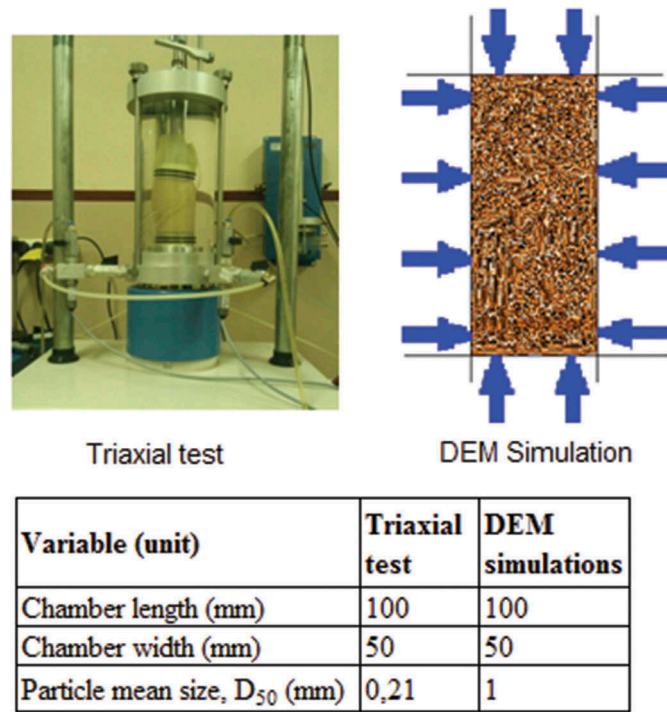 Triaxial test
DEM Simulation
Variable (unit)
Triaxial test
DEM simulations
Chamber length (mm)
100
100
Chamber width (mm)
50
50
Particle mean size, D50 (mm)
0,21
1